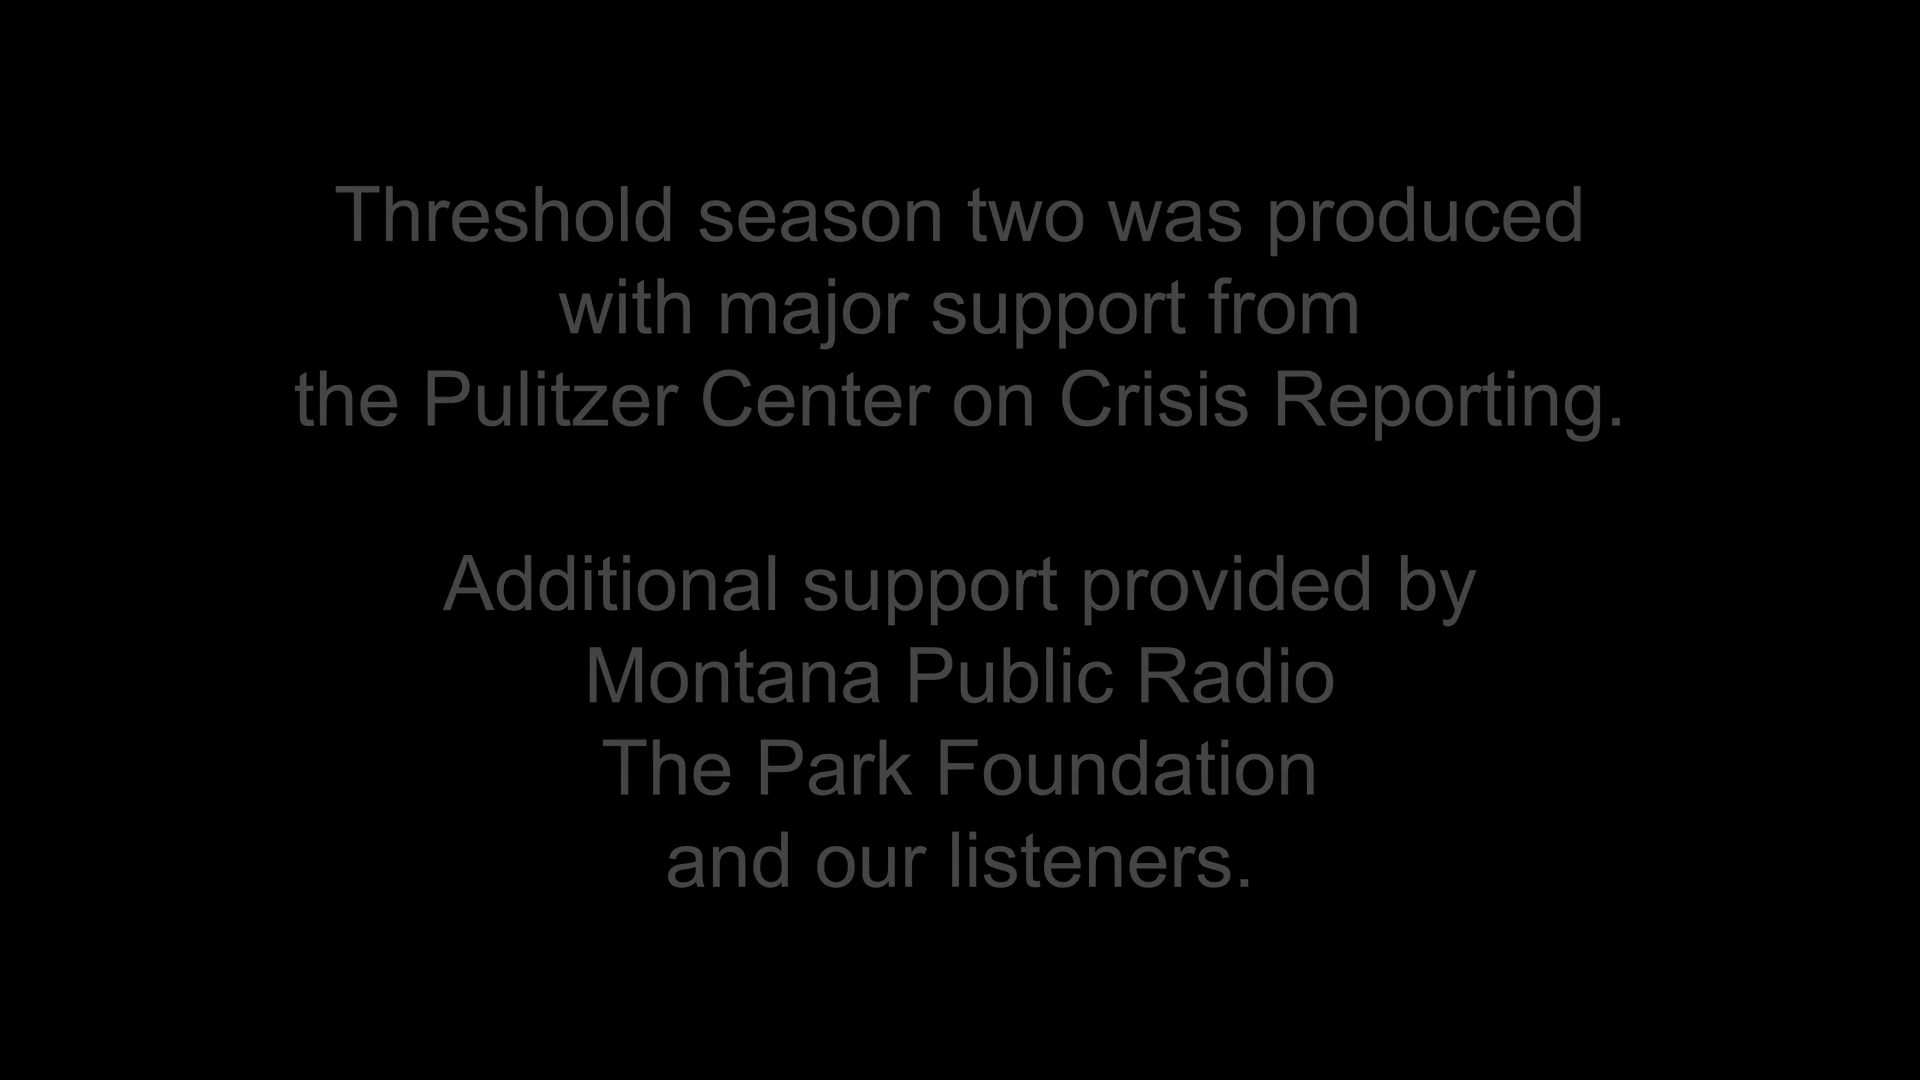 Threshold season two was produced
with major support from
the Pulitzer Center on Crisis Reporting.
Additional support provided by
Montana Public Radio
The Park Foundation
and our listeners.